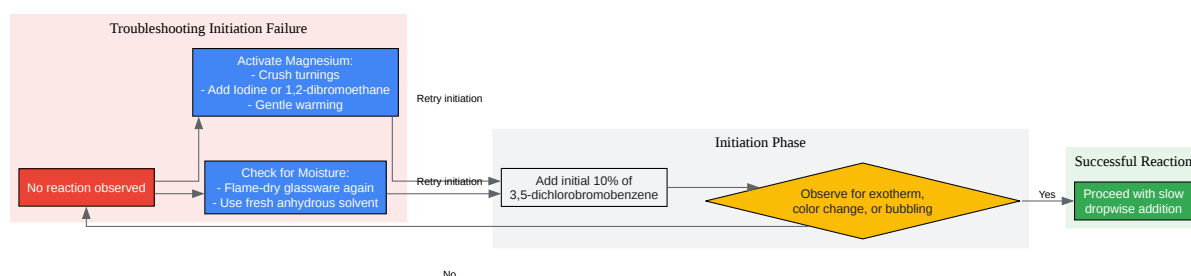 Troubleshooting Initiation Failure
Activate Magnesium:
- Crush turnings
- Add Iodine or 1,2-dibromoethane
- Gentle warming
Retry initiation
No reaction observed
Check for Moisture:
- Flame-dry glassware again
- Use fresh anhydrous solvent
Retry initiation
Initiation Phase
Add initial 10% of
3,5-dichlorobromobenzene
Observe for exotherm,
color change, or bubbling
Yes
Successful Reaction
Proceed with slow
dropwise addition
No